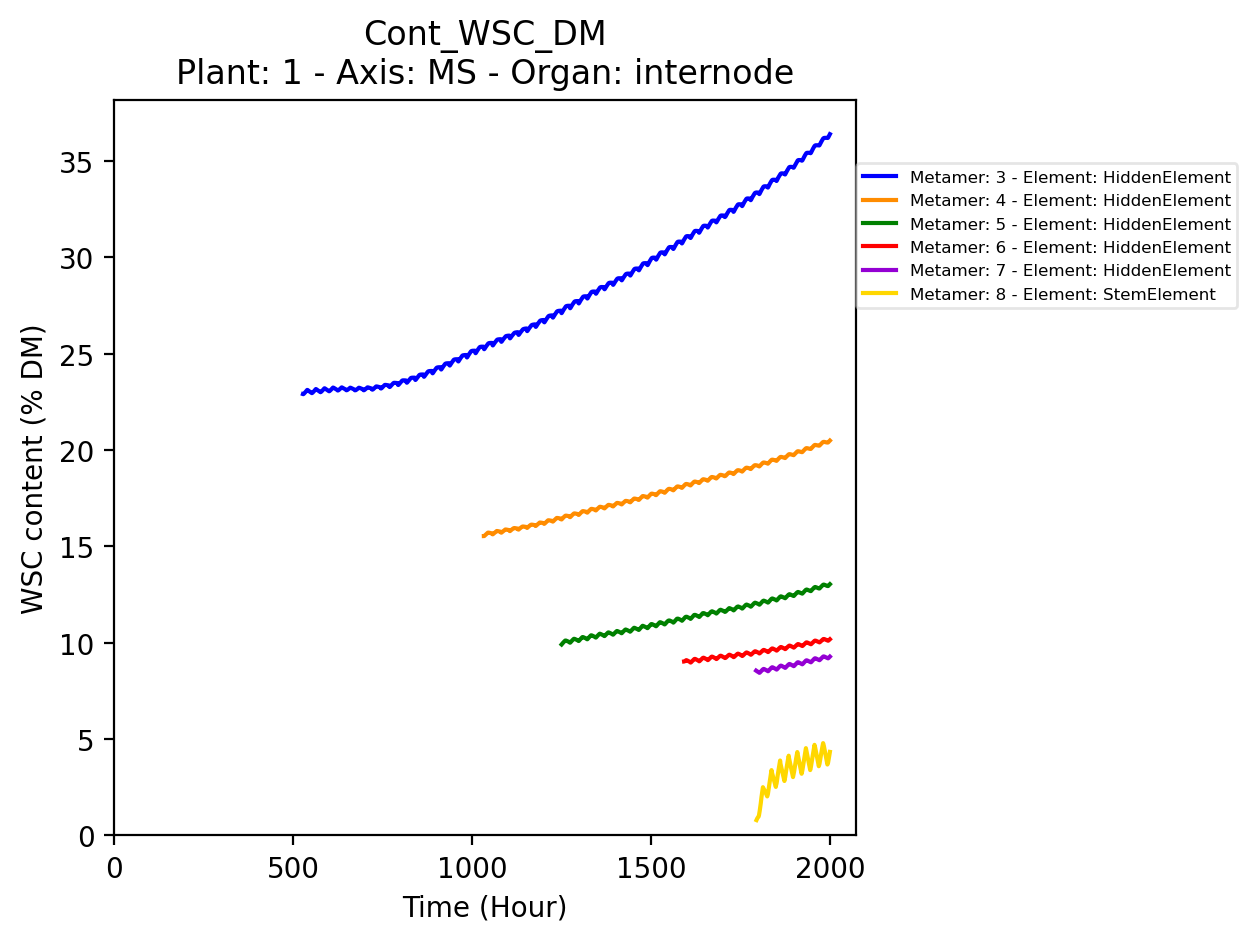 Cont_WSC_DM
Plant: 1 - Axis: MS - Organ: internode
35
30
25
20
15
10
5
0
WSC content (% DM)
0 500 1000 1500 2000
Time (Hour)
Metamer: 3 - Element: HiddenElement
Metamer: 4 - Element: HiddenElement
Metamer: 5 - Element: HiddenElement
Metamer: 6 - Element: HiddenElement
Metamer: 7 - Element: HiddenElement
Metamer: 8 - Element: StemElement